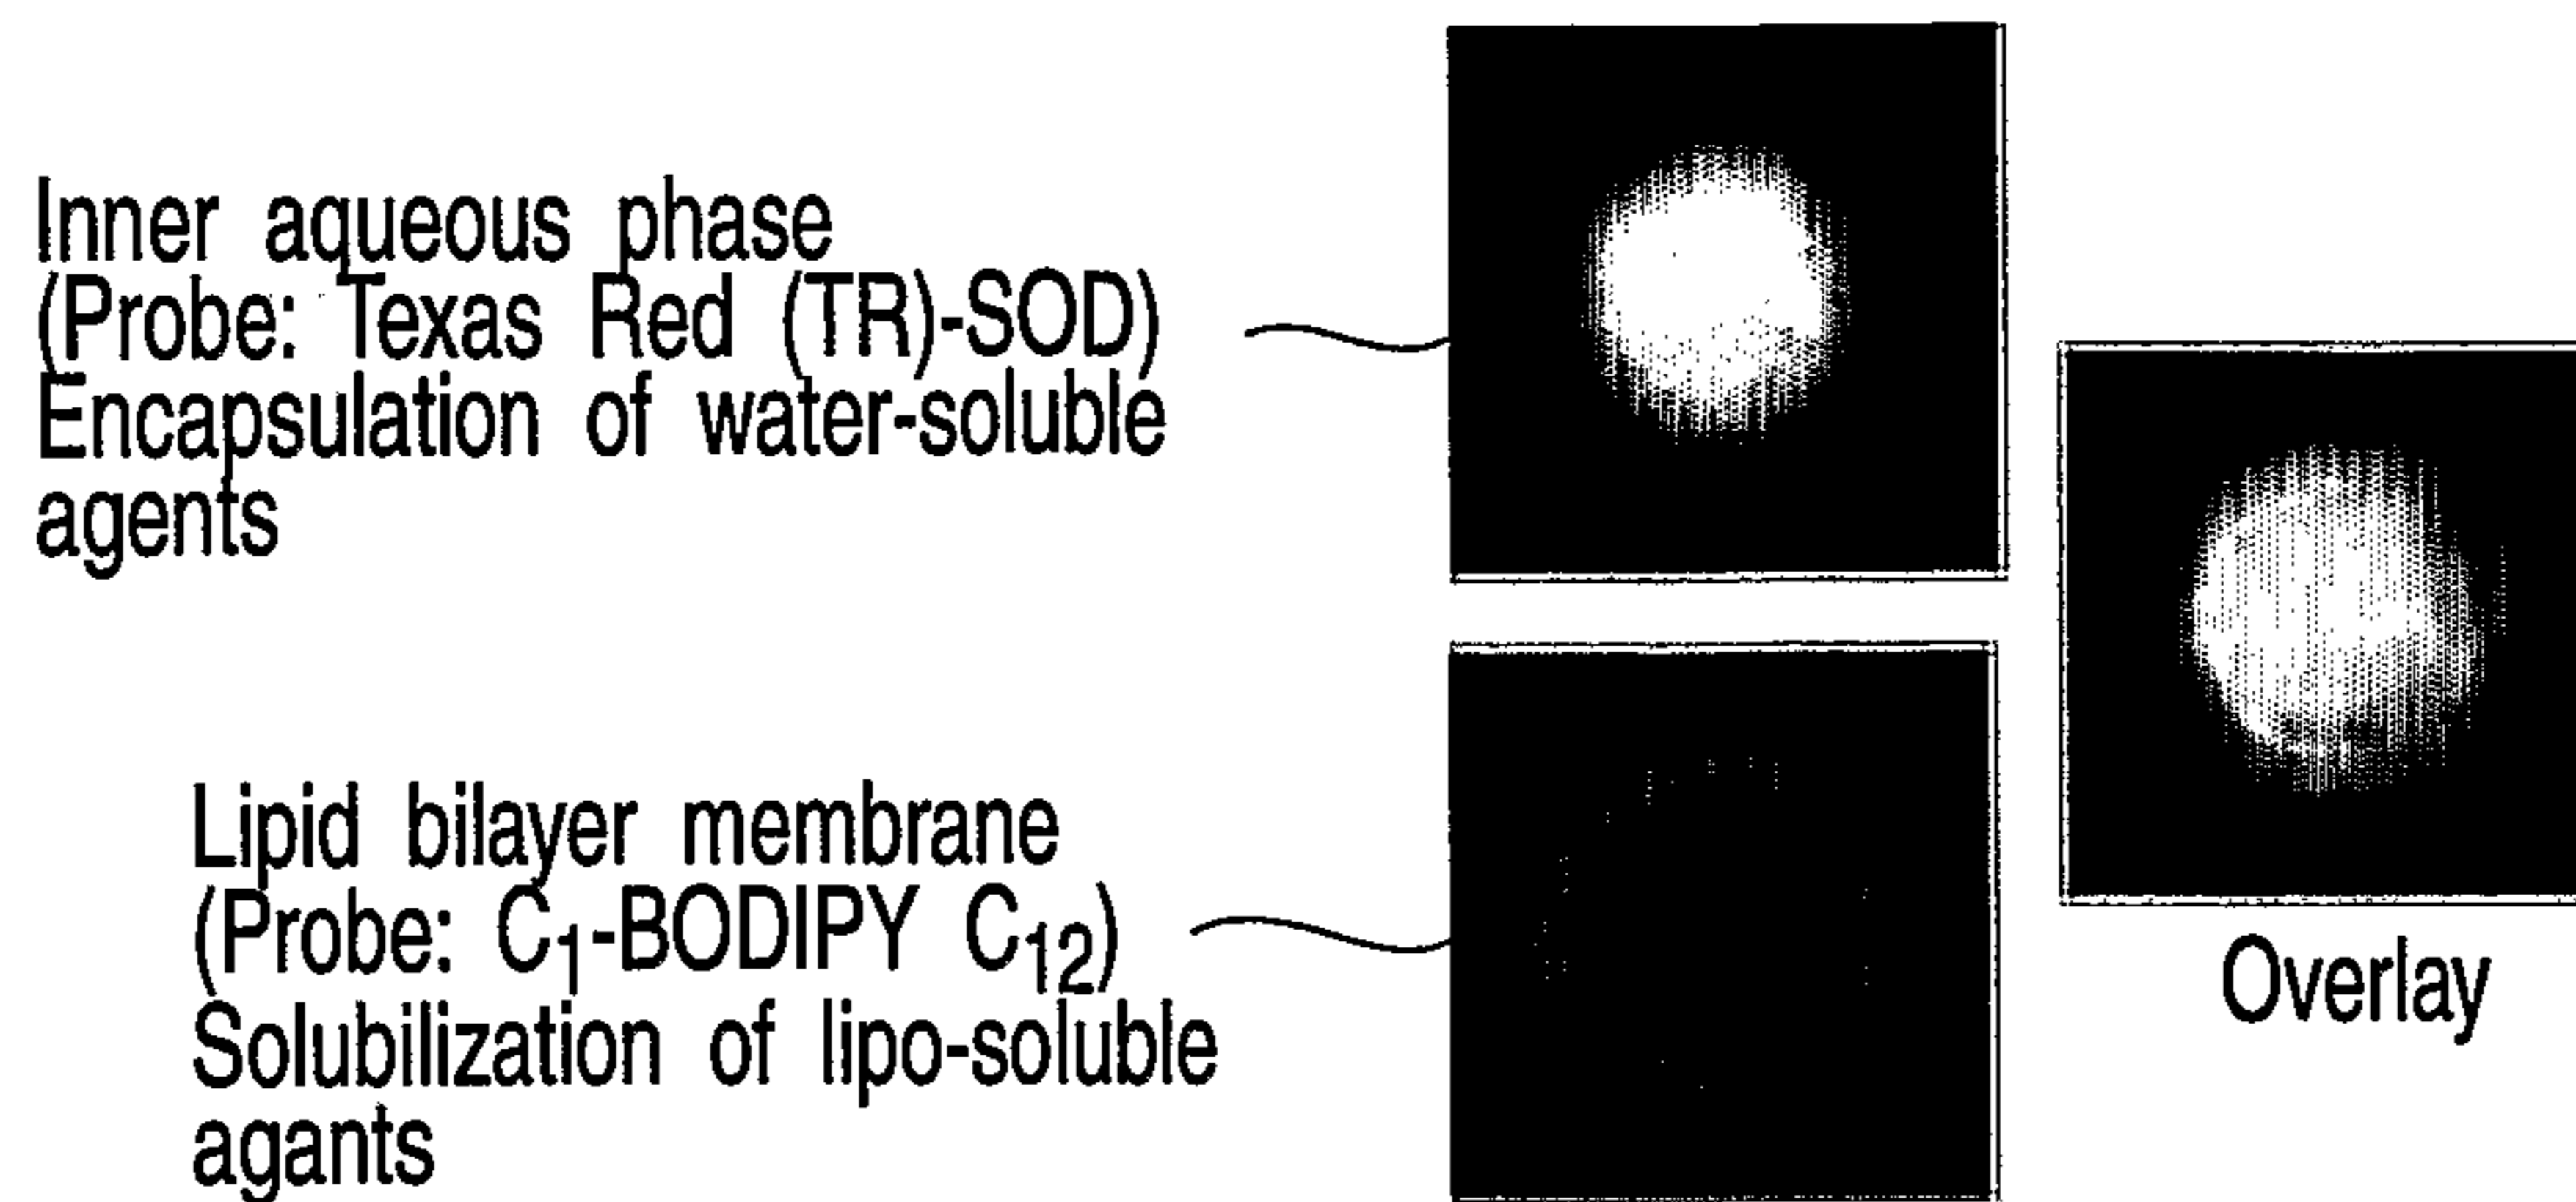 Inner aqueous phase
(Probe: Texas Red (TR)-SOD)
Encapsulation of water-soluble
agents
Lipid bilayer membrane
(Probe: C₁-BODIPY C₁₂)
Solubilization of lipo-soluble
agants
Overlay